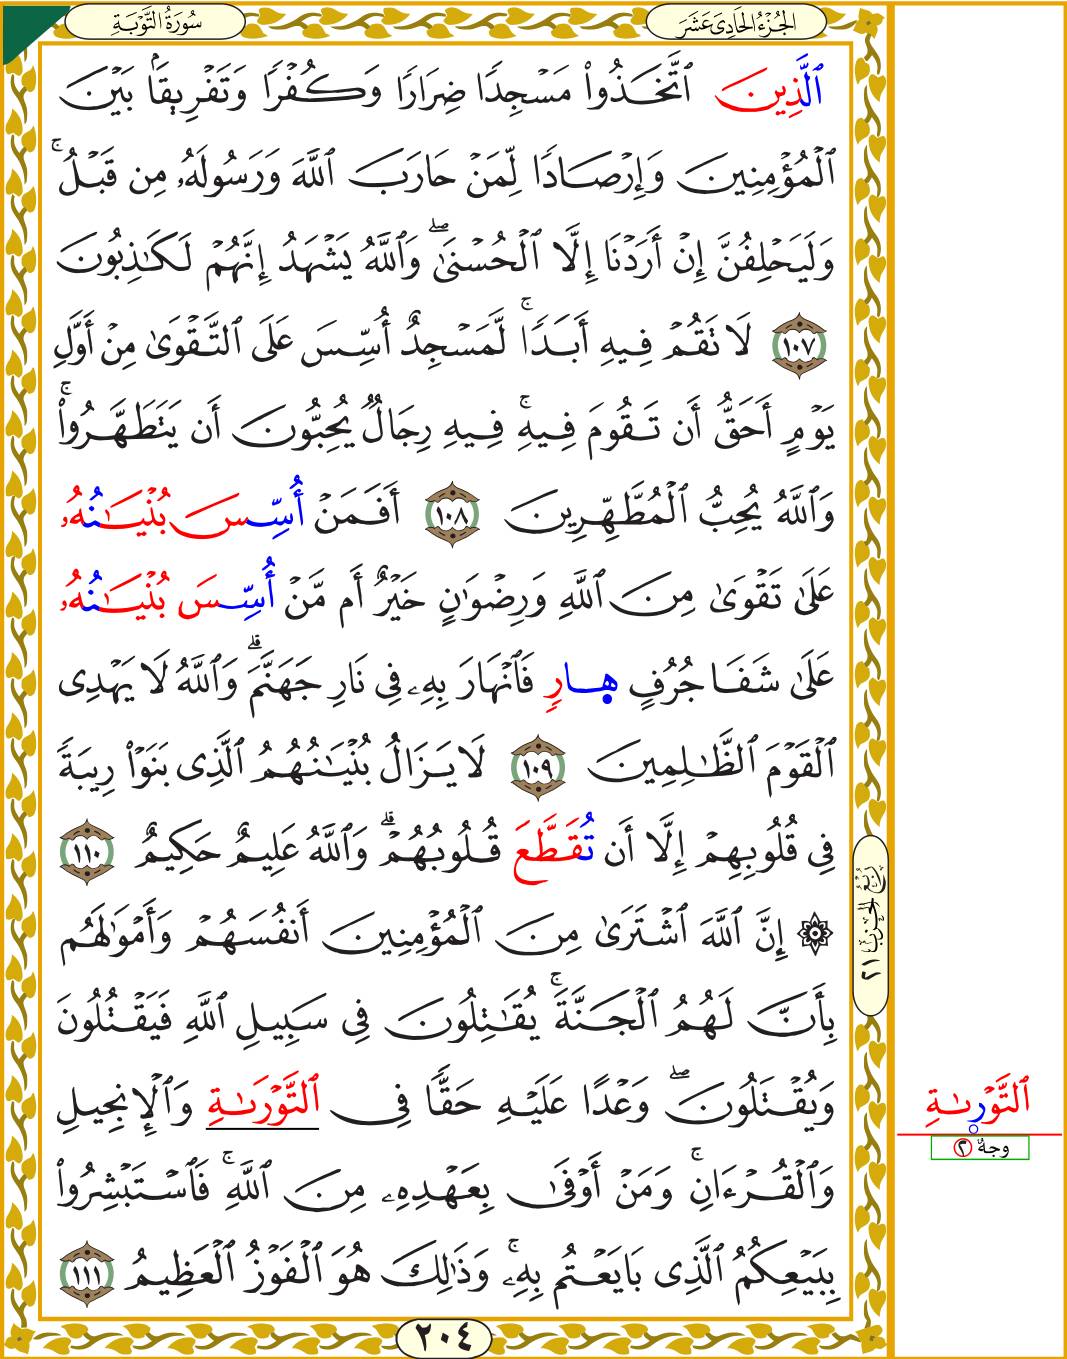 سُورَةُ التَّوْبَةِ
الجُزْءُ الحَادِىَ عَشَرَ
ٱلَّذِينَ ٱتَّخَذُوا۟ مَسْجِدًا ضِرَارًا وَكُفْرًا وَتَفْرِيقًۢا بَيْنَ
ٱلْمُؤْمِنِينَ وَإِرْصَادًا لِّمَنْ حَارَبَ ٱللَّهَ وَرَسُولَهُۥ مِن قَبْلُ ۚ
وَلَيَحْلِفُنَّ إِنْ أَرَدْنَا إِلَّا ٱلْحُسْنَىٰ ۖ وَٱللَّهُ يَشْهَدُ إِنَّهُمْ لَكَـٰذِبُونَ
١٠٧ لَا تَقُمْ فِيهِ أَبَدًا ۚ لَّمَسْجِدٌ أُسِّسَ عَلَى ٱلتَّقْوَىٰ مِنْ أَوَّلِ
يَوْمٍ أَحَقُّ أَن تَقُومَ فِيهِ ۚ فِيهِ رِجَالٌ يُحِبُّونَ أَن يَتَطَهَّرُوا۟ ۚ
وَٱللَّهُ يُحِبُّ ٱلْمُطَّهِّرِينَ ١٠٨ أَفَمَنْ أُسِّسَ بُنْيَـٰنُهُۥ
عَلَىٰ تَقْوَىٰ مِنَ ٱللَّهِ وَرِضْوَٰنٍ خَيْرٌ أَم مَّنْ أُسِّسَ بُنْيَـٰنُهُۥ
عَلَىٰ شَفَا جُرُفٍ هِارِ فَٱنْهَارَ بِهِۦ فِى نَارِ جَهَنَّمَ ۗ وَٱللَّهُ لَا يَهْدِى
ٱلْقَوْمَ ٱلظَّـٰلِمِينَ ١٠٩ لَا يَزَالُ بُنْيَـٰنُهُمُ ٱلَّذِى بَنَوْا۟ رِيبَةً
فِى قُلُوبِهِمْ إِلَّا أَن تُقَطَّعَ قُلُوبُهُمْ ۗ وَٱللَّهُ عَلِيمٌ حَكِيمٌ ١١٠
۞ إِنَّ ٱللَّهَ ٱشْتَرَىٰ مِنَ ٱلْمُؤْمِنِينَ أَنفُسَهُمْ وَأَمْوَٰلَهُم
بِأَنَّ لَهُمُ ٱلْجَنَّةَ ۚ يُقَـٰتِلُونَ فِى سَبِيلِ ٱللَّهِ فَيَقْتُلُونَ
وَيُقْتَلُونَ ۖ وَعْدًا عَلَيْهِ حَقًّا فِى ٱلتَّوْرَىٰةِ وَٱلْإِنجِيلِ
وَٱلْقُرْءَانِ ۚ وَمَنْ أَوْفَىٰ بِعَهْدِهِۦ مِنَ ٱللَّهِ ۚ فَٱسْتَبْشِرُوا۟
بِبَيْعِكُمُ ٱلَّذِى بَايَعْتُم بِهِۦ ۚ وَذَٰلِكَ هُوَ ٱلْفَوْزُ ٱلْعَظِيمُ ١١١
رُبْعُ الحِزْب ٢١
ٱلتَّوْرَىٰةِ
وجهٌ ٢
٢٠٤